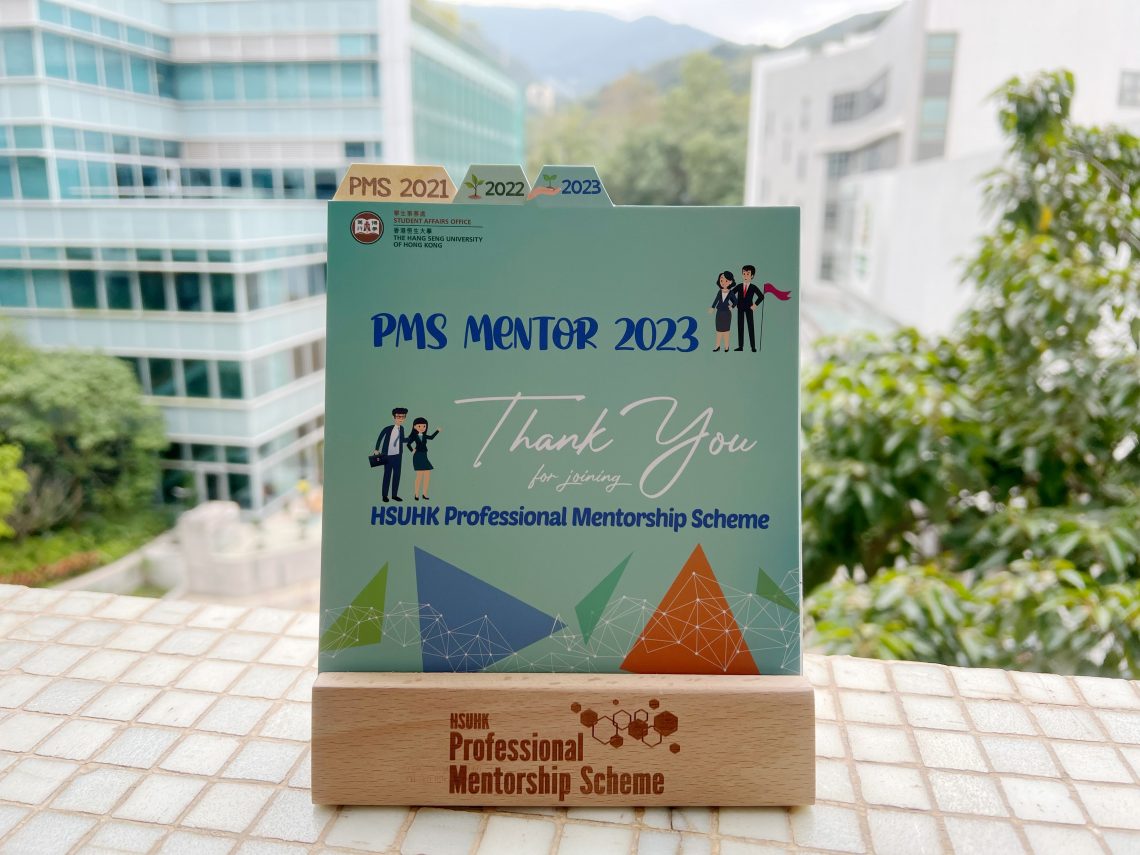 PMS 2021
2022
2023
學生事務處
STUDENT AFFAIRS OFFICE
香港恒生大學
THE HANG SENG UNIVERSITY
OF HONG KONG
PMS MENTOR 2023
Thank You
for joining
HSUHK Professional Mentorship Scheme
HSUHK
Professional
Mentorship Scheme